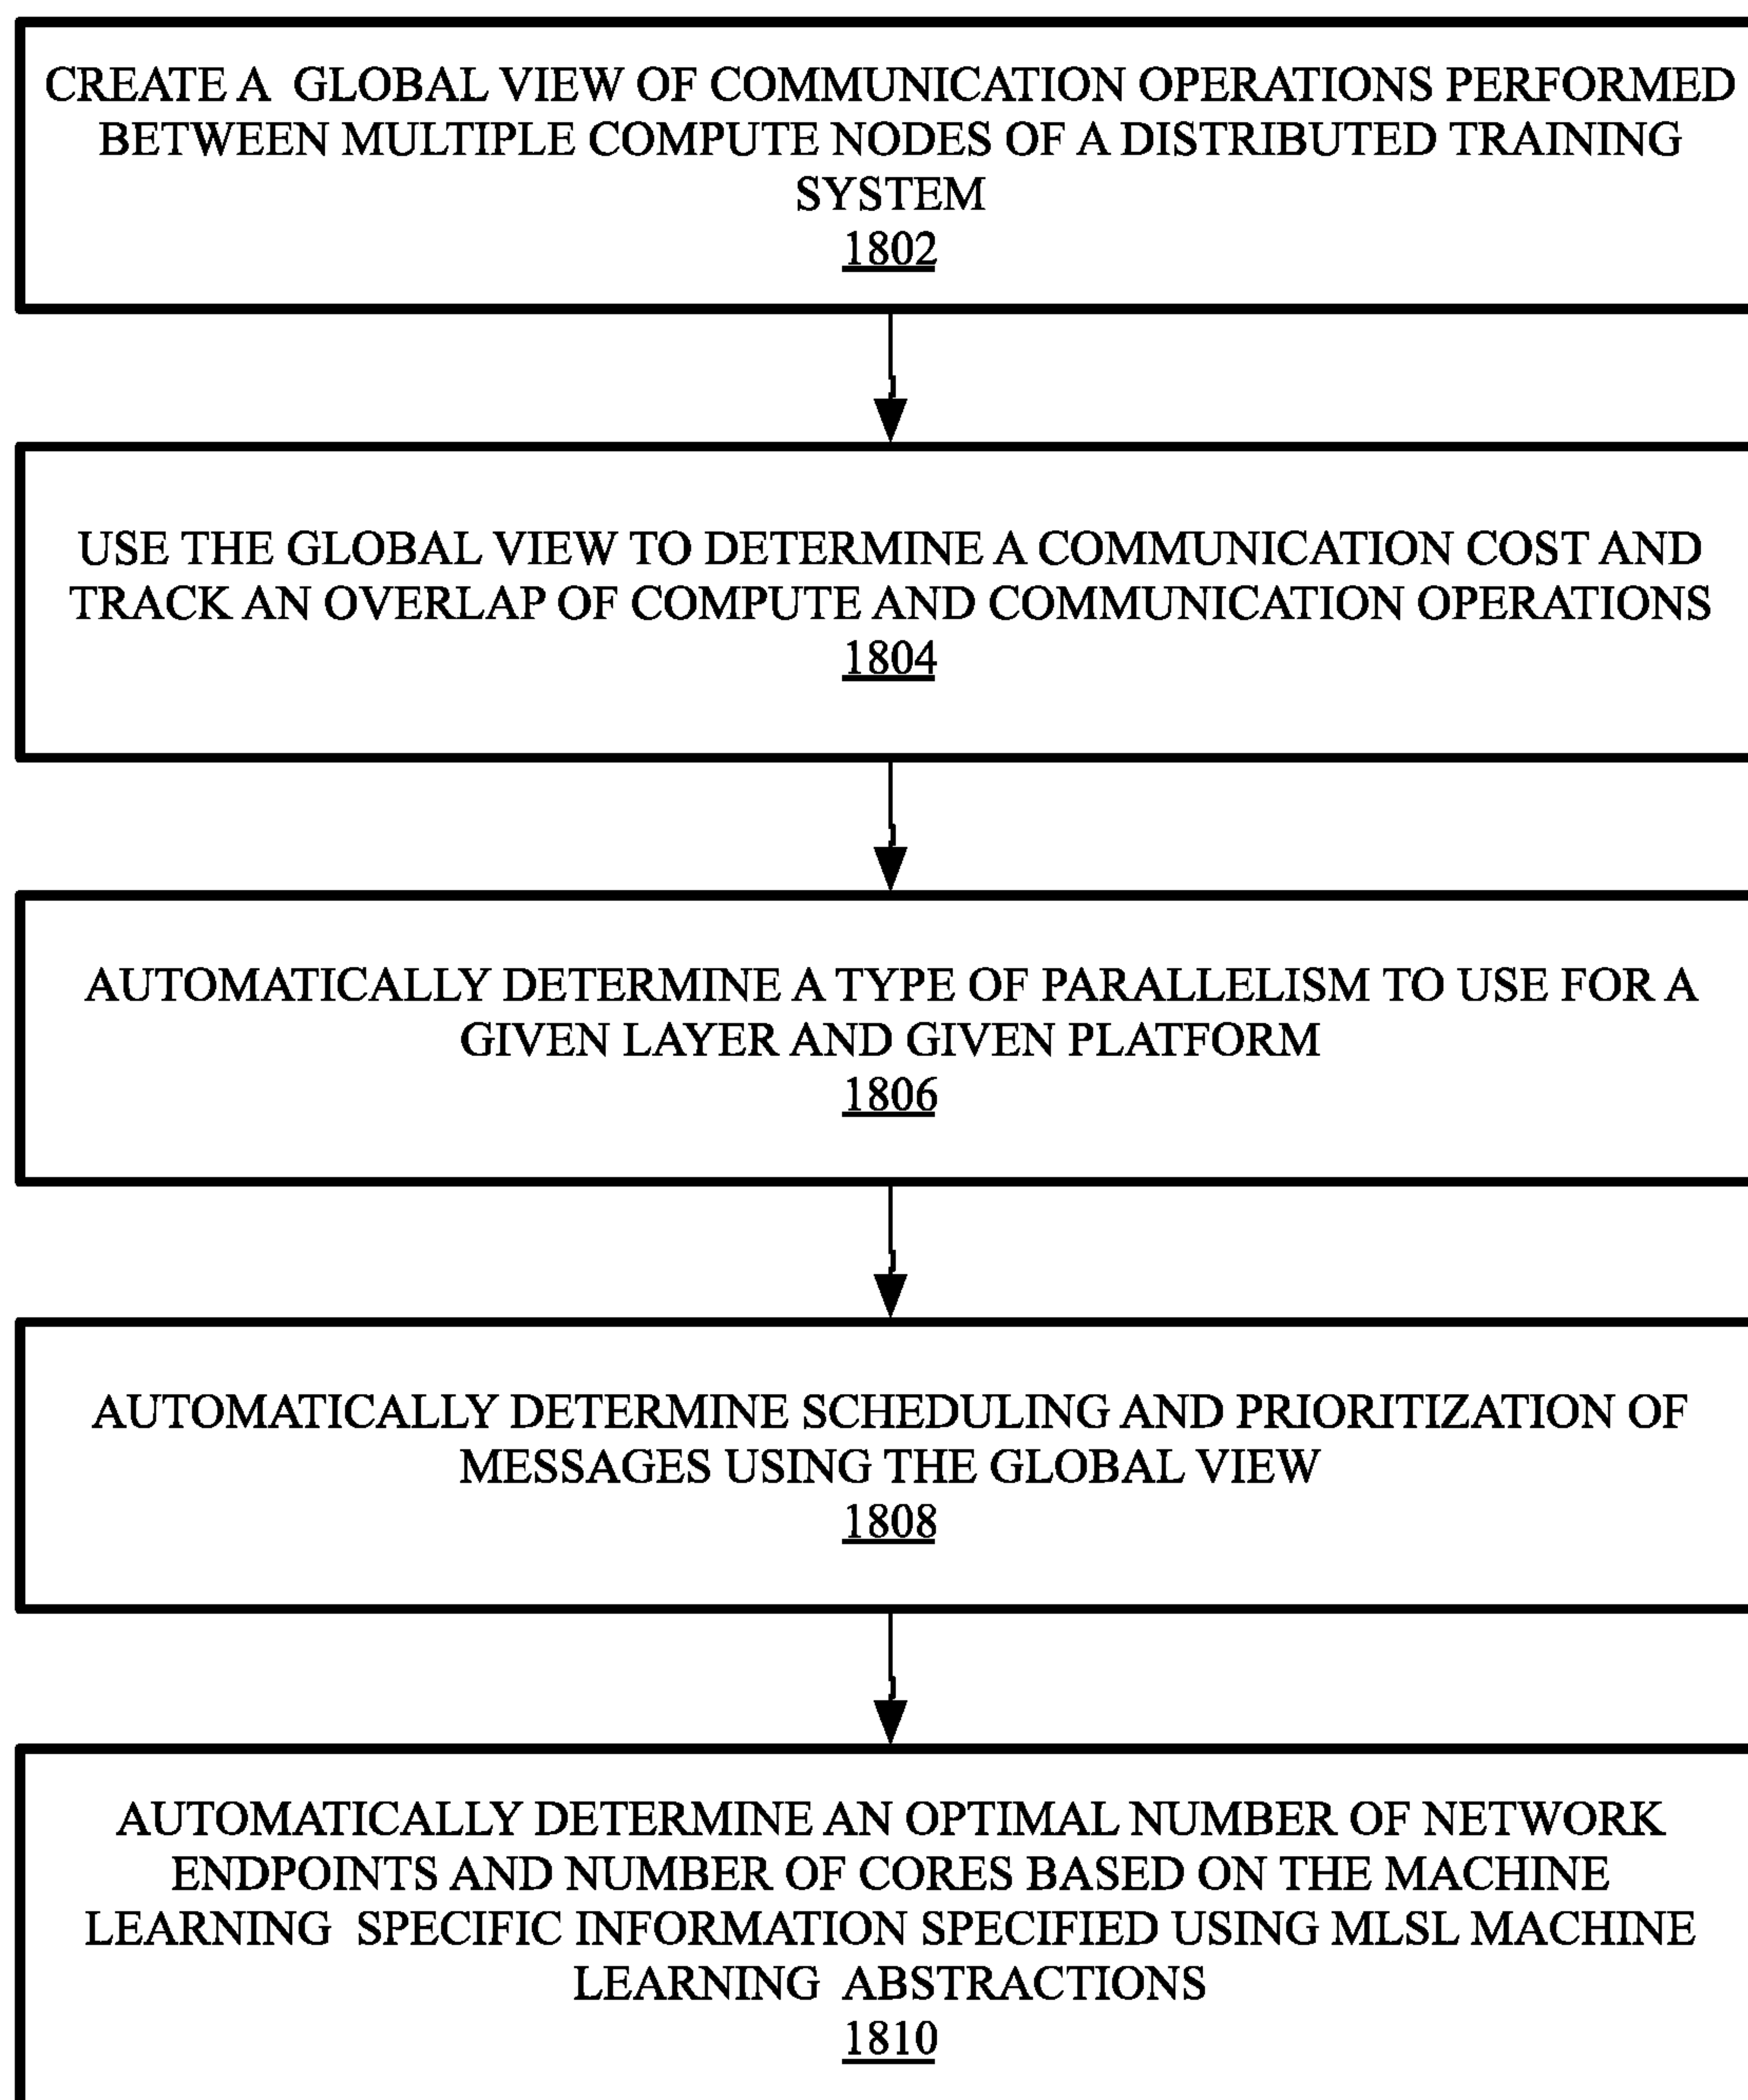 CREATE A GLOBAL VIEW OF COMMUNICATION OPERATIONS PERFORMED
BETWEEN MULTIPLE COMPUTE NODES OF A DISTRIBUTED TRAINING
SYSTEM
1802
USE THE GLOBAL VIEW TO DETERMINE A COMMUNICATION COST AND
TRACK AN OVERLAP OF COMPUTE AND COMMUNICATION OPERATIONS
1804
AUTOMATICALLY DETERMINE A TYPE OF PARALLELISM TO USE FOR A
GIVEN LAYER AND GIVEN PLATFORM
1806
AUTOMATICALLY DETERMINE SCHEDULING AND PRIORITIZATION OF
MESSAGES USING THE GLOBAL VIEW
1808
AUTOMATICALLY DETERMINE AN OPTIMAL NUMBER OF NETWORK
ENDPOINTS AND NUMBER OF CORES BASED ON THE MACHINE
LEARNING SPECIFIC INFORMATION SPECIFIED USING MLSL MACHINE
LEARNING ABSTRACTIONS
1810